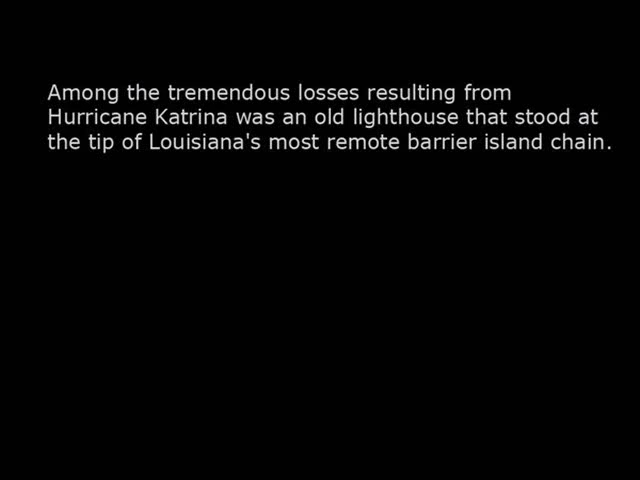 Among the tremendous losses resulting from
Hurricane Katrina was an old lighthouse that stood at
the tip of Louisiana's most remote barrier island chain.